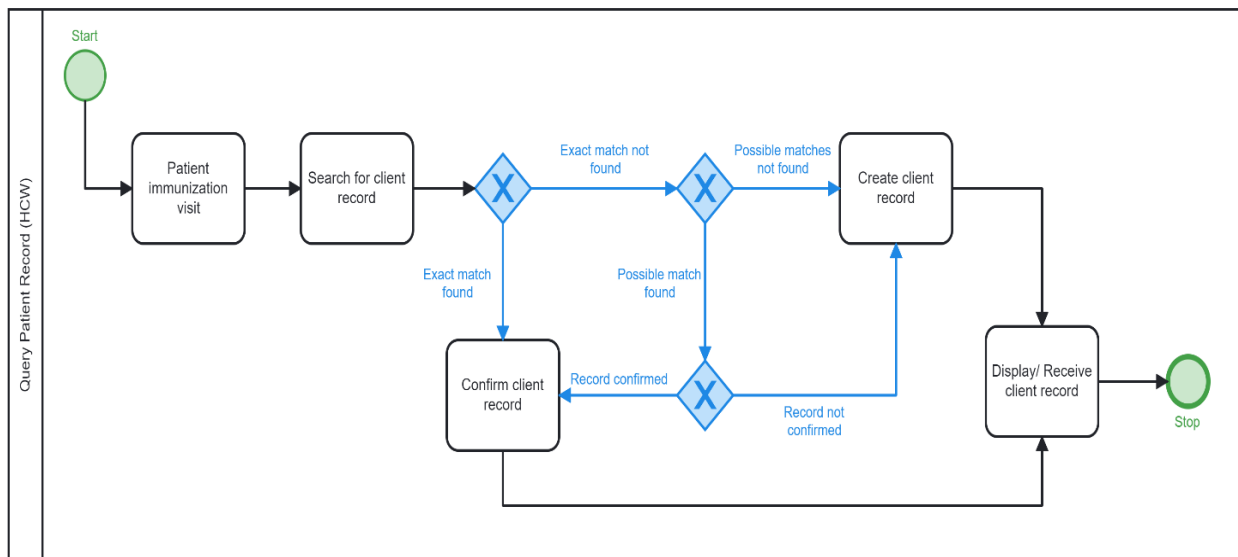 Query Patient Record (HCW)
Start
Patient
immunization
visit
Search for client
record
X
Exact match not
found
X
Possible matches
not found
Create client
record
Exact match
found
Possible match
found
Confirm client
record
Record confirmed
X
Record not
confirmed
Display/ Receive
client record
Stop